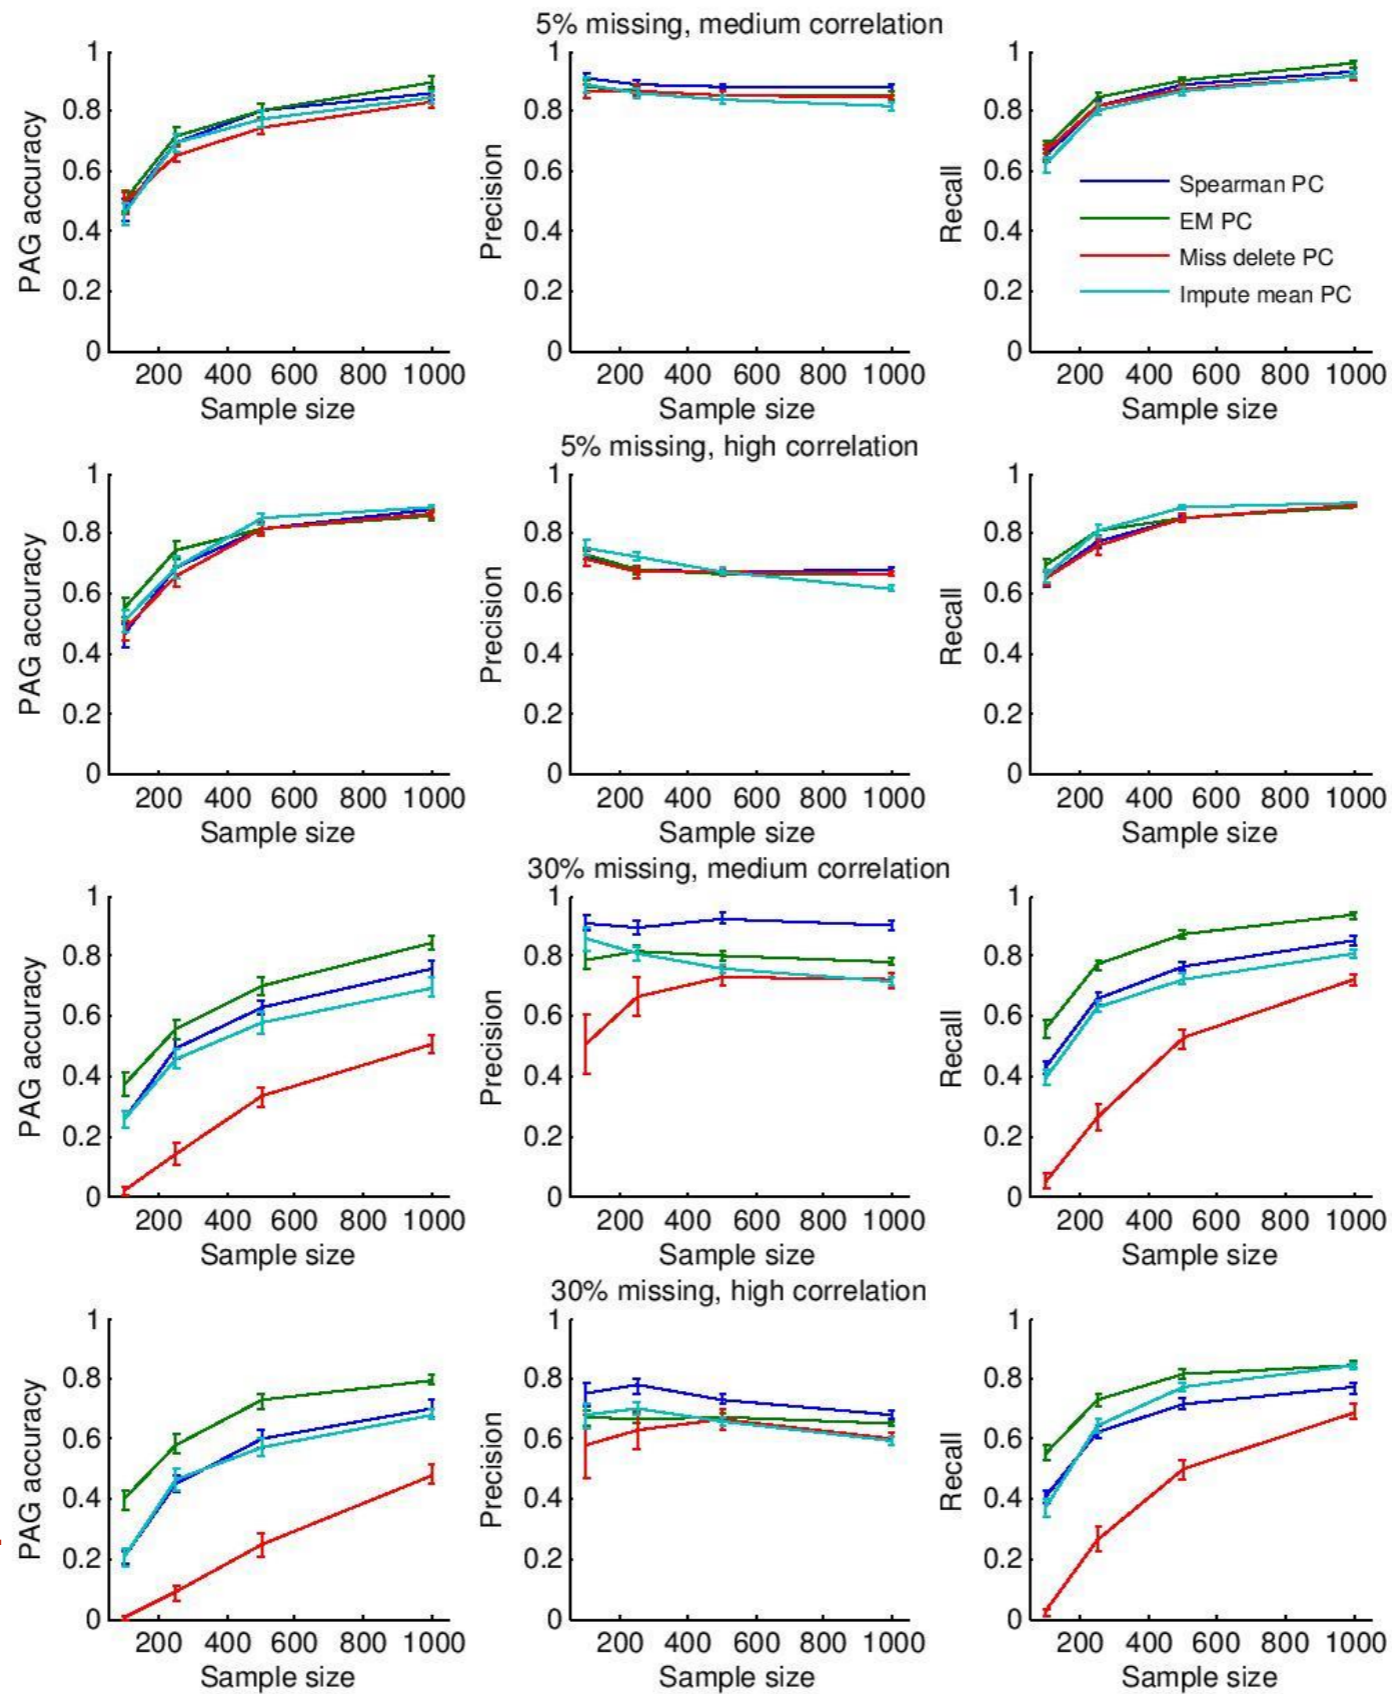 5% missing, medium correlation
PAG accuracy
1
0.8
0.6
0.4
0.2
0
200 400 600 800 1000
Sample size
Precision
1
0.8
0.6
0.4
0.2
0
200 400 600 800 1000
Sample size
Recall
1
0.8
0.6
0.4
0.2
0
Spearman PC
EM PC
Miss delete PC
Impute mean PC
200 400 600 800 1000
Sample size
5% missing, high correlation
PAG accuracy
1
0.8
0.6
0.4
0.2
0
200 400 600 800 1000
Sample size
Precision
1
0.8
0.6
0.4
0.2
0
200 400 600 800 1000
Sample size
Recall
1
0.8
0.6
0.4
0.2
0
200 400 600 800 1000
Sample size
30% missing, medium correlation
PAG accuracy
1
0.8
0.6
0.4
0.2
0
200 400 600 800 1000
Sample size
Precision
1
0.8
0.6
0.4
0.2
0
200 400 600 800 1000
Sample size
Recall
1
0.8
0.6
0.4
0.2
0
200 400 600 800 1000
Sample size
30% missing, high correlation
PAG accuracy
1
0.8
0.6
0.4
0.2
0
200 400 600 800 1000
Sample size
Precision
1
0.8
0.6
0.4
0.2
0
200 400 600 800 1000
Sample size
Recall
1
0.8
0.6
0.4
0.2
0
200 400 600 800 1000
Sample size